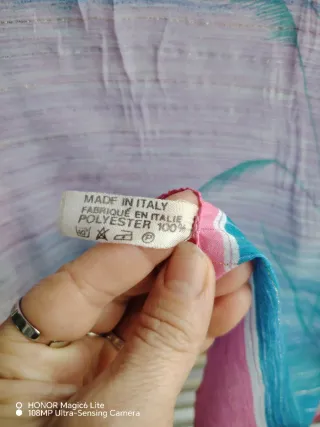 MADE IN ITALY
FABRIQUÉ EN ITALIE
POLYESTER 100%
P
HONOR Magic6 Lite
108MP Ultra-Sensing Camera